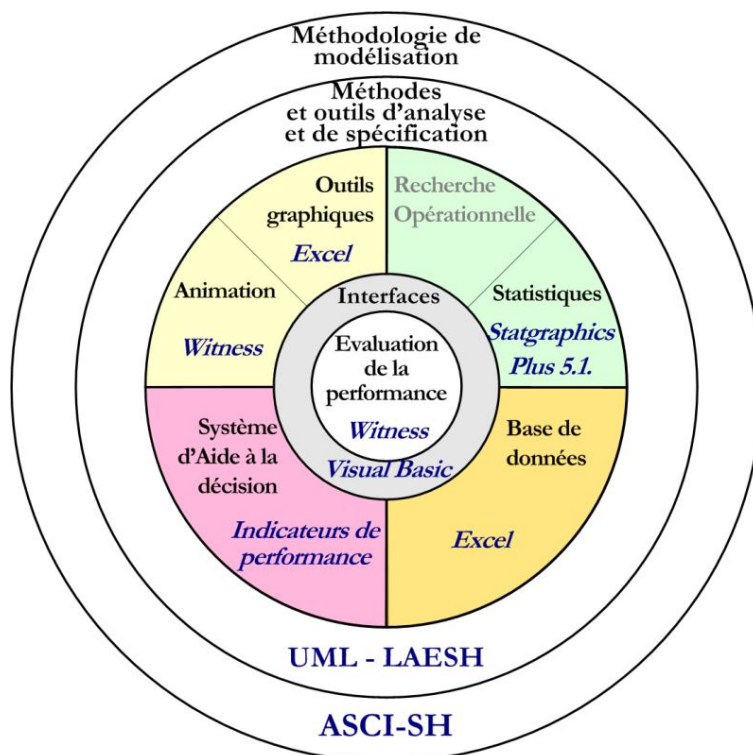 Méthodologie de
modélisation
Méthodes
et outils d'analyse
et de spécification
Outils
graphiques
Excel
Recherche
Opérationnelle
Animation
Witness
Statistiques
Statgraphics
Plus 5.1.
Interfaces
Evaluation
de la
performance
Witness
Visual Basic
Système
d'Aide à la
décision
Indicateurs de
performance
Base de
données
Excel
UML - LAESH
ASCI-SH